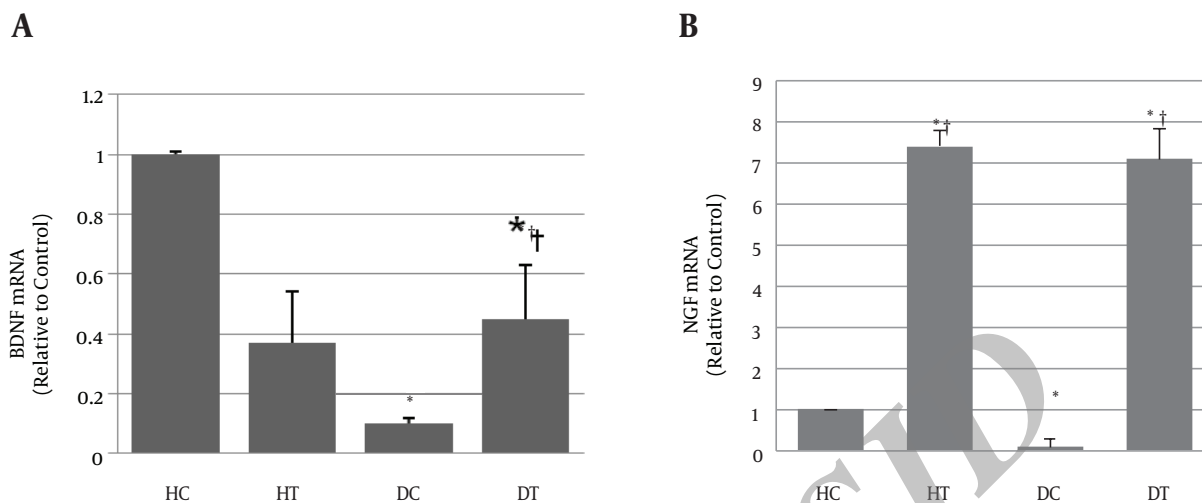 A
BDNF mRNA
(Relative to Control)
1.2
1
0.8
0.6
0.4
0.2
0
*
*††
HC HT DC DT
B
NGF mRNA
(Relative to Control)
9
8
7
6
5
4
3
2
1
0
*†
*
*†
HC HT DC DT
SID